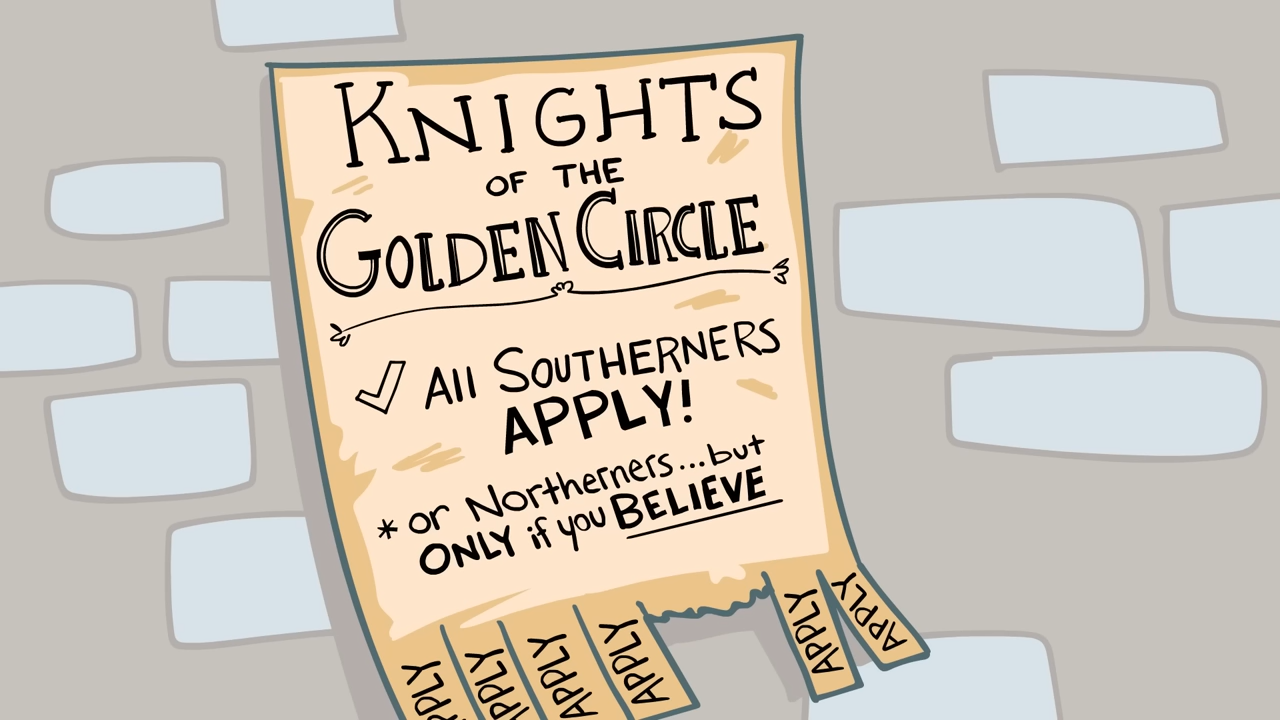 KNIGHTS
OF THE
GOLDEN CIRCLE
All SOUTHERNERS
APPLY!
* or Northerners...but
ONLY if you BELIEVE
APPLY
APPLY
APPLY
APPLY
APPLY
APPLY